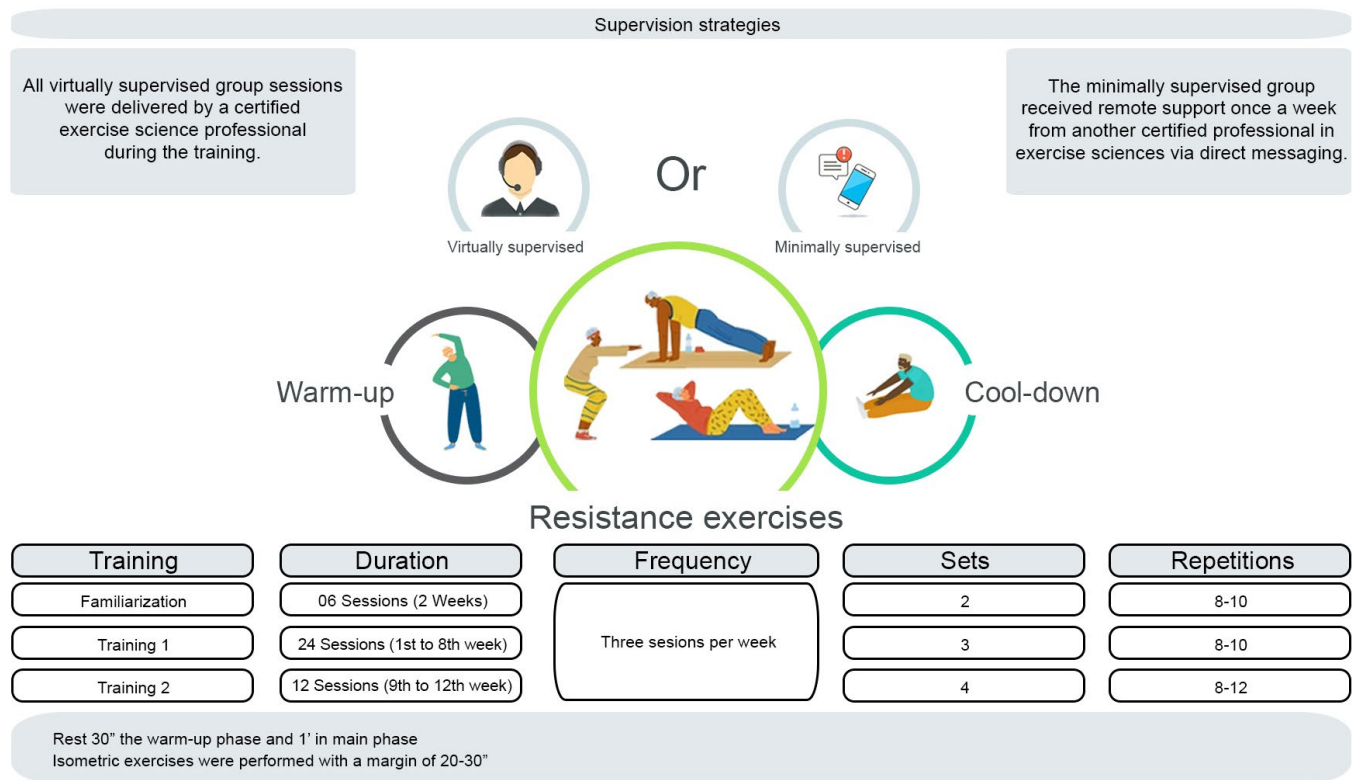 Supervision strategies
All virtually supervised group sessions
were delivered by a certified
exercise science professional
during the training.
The minimally supervised group
received remote support once a week
from another certified professional in
exercise sciences via direct messaging.
Or
Virtually supervised
Minimally supervised
Warm-up
Cool-down
Resistance exercises
Training
Duration
Frequency
Sets
Repetitions
Familiarization
06 Sessions (2 Weeks)
Three sesions per week
2
8-10
Training 1
24 Sessions (1st to 8th week)
3
8-10
Training 2
12 Sessions (9th to 12th week)
4
8-12
Rest 30” the warm-up phase and 1’ in main phase
Isometric exercises were performed with a margin of 20-30”